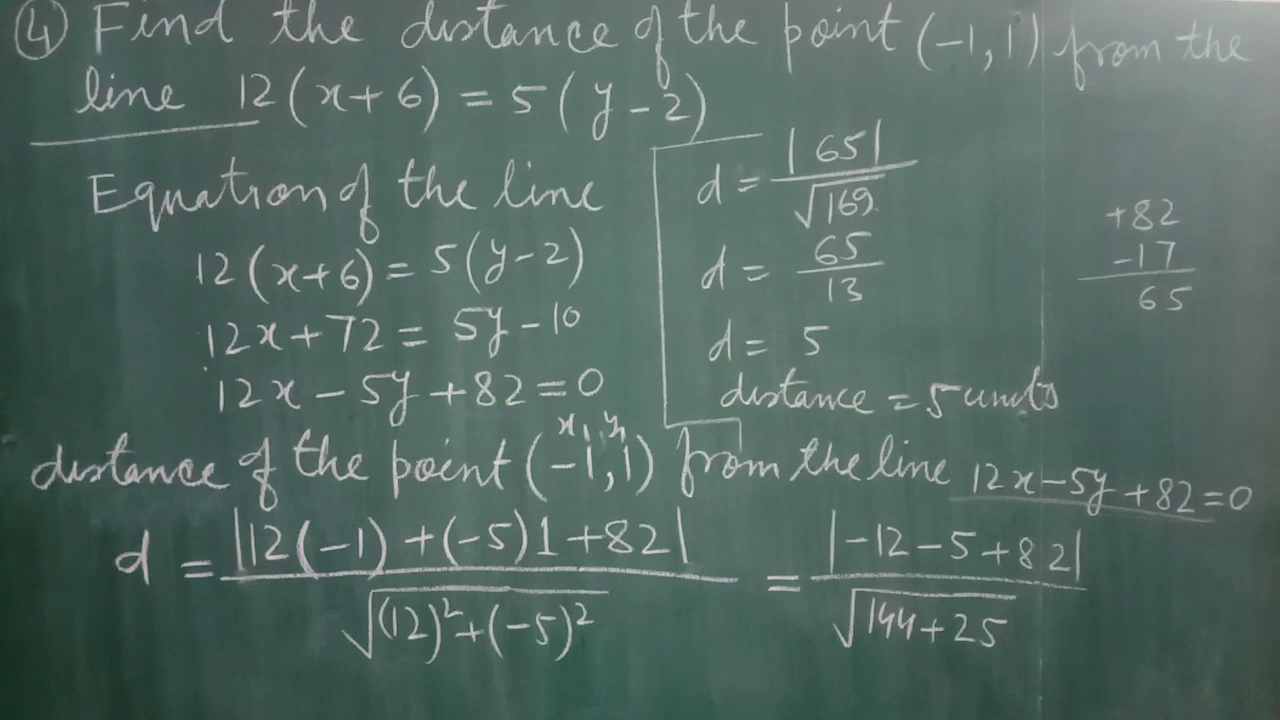 ④ Find the distance of the point (-1, 1) from the
line 12(x+6) = 5(y-2)
Equation of the line
12(x+6) = 5(y-2)
12x+72 = 5y-10
12x - 5y + 82 = 0
distance of the point (-1, 1) from the line 12x-5y+82=0
x₁ y₁
d = |12(-1) + (-5)1 + 82| / √(12)²+(-5)² = |-12-5+82| / √144+25
d = |65| / √169
d = 65 / 13
d = 5
distance = 5 units
+82
-17
65